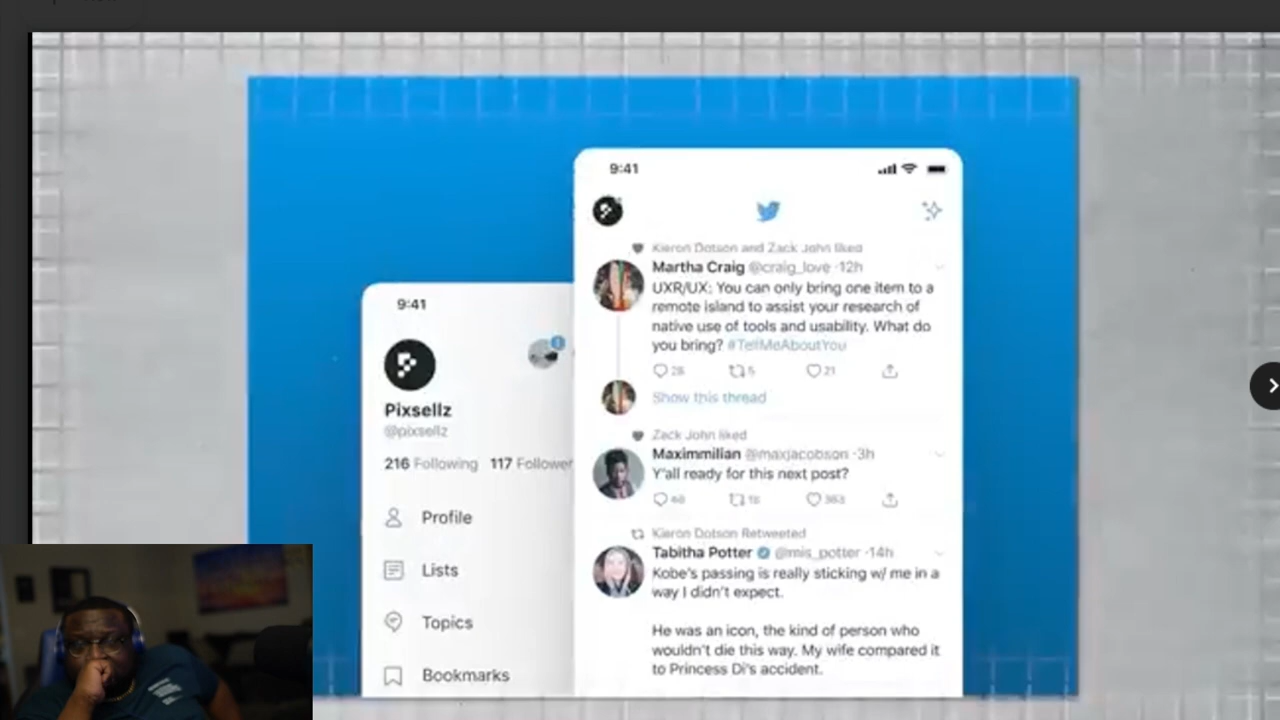 9:41
Kieron Dotson and Zack John liked
Martha Craig @craig_love ·12h
UXR/UX: You can only bring one item to a
remote island to assist your research of
native use of tools and usability. What do
you bring? #TellMeAboutYou
28 5 21
Show this thread
Zack John liked
Maximmilian @maxjacobson ·3h
Y'all ready for this next post?
46 18 363
Kieron Dotson Retweeted
Tabitha Potter @mis_potter ·14h
Kobe's passing is really sticking w/ me in a
way I didn't expect.
He was an icon, the kind of person who
wouldn't die this way. My wife compared it
to Princess Di's accident.
9:41
1
Pixsellz
@pixsellz
216 Following 117 Follower
Profile
Lists
Topics
Bookmarks